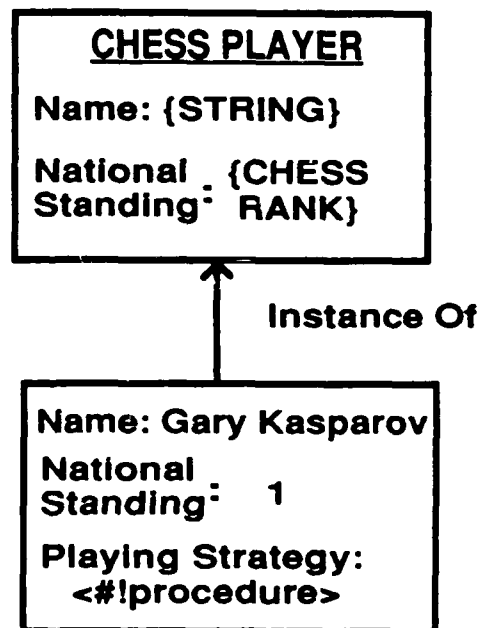 CHESS PLAYER
Name: {STRING}
National Standing: {CHESS RANK}
Instance Of
Name: Gary Kasparov
National Standing: 1
Playing Strategy:
<#!procedure>